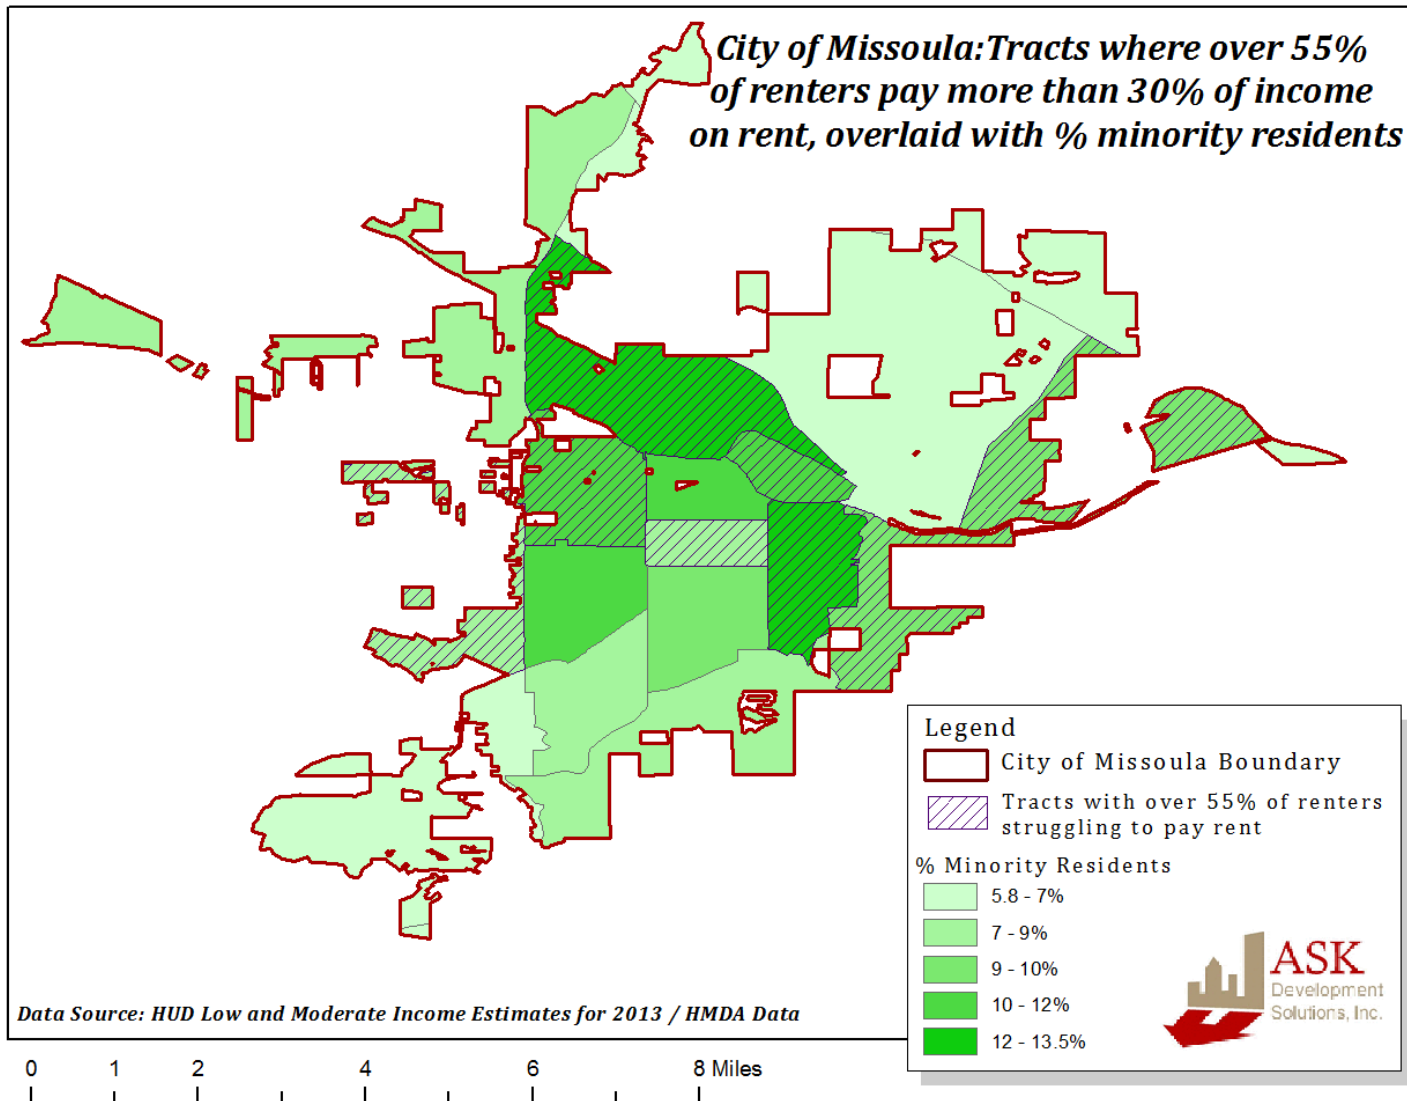 City of Missoula:Tracts where over 55%
of renters pay more than 30% of income
on rent, overlaid with % minority residents
Legend
City of Missoula Boundary
Tracts with over 55% of renters
struggling to pay rent
% Minority Residents
5.8 - 7%
7 - 9%
9 - 10%
10 - 12%
12 - 13.5%
ASK
Development
Solutions, Inc.
Data Source: HUD Low and Moderate Income Estimates for 2013 / HMDA Data
0 1 2 4 6 8 Miles